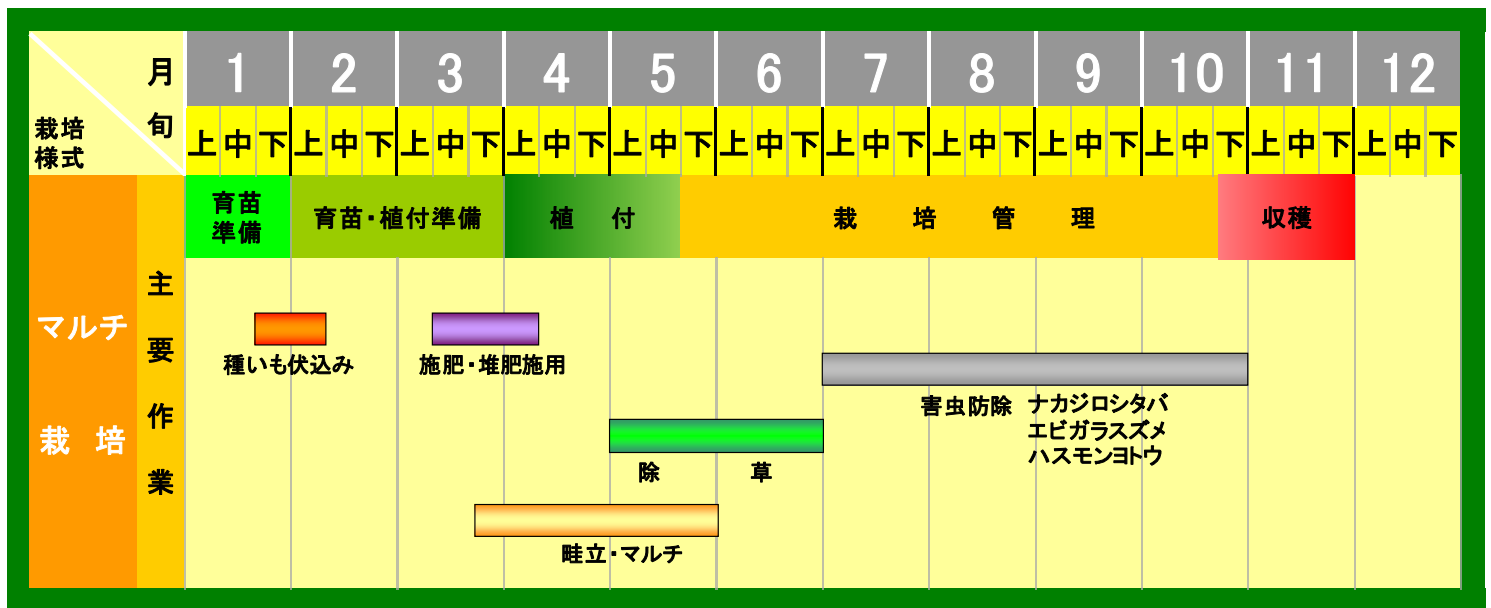 月 1 2 3 4 5 6 7 8 9 10 11 12
旬 上 中 下 上 中 下 上 中 下 上 中 下 上 中 下 上 中 下 上 中 下 上 中 下 上 中 下 上 中 下 上 中 下 上 中 下
栽培
様式
育苗
準備
育苗・植付準備
植付
栽培管理
収穫
マルチ
栽培
主要作業
種いも伏込み
施肥・堆肥施用
害虫防除
ナカジロシタバ
エビガラスズメ
ハスモンヨトウ
除草
畦立・マルチ